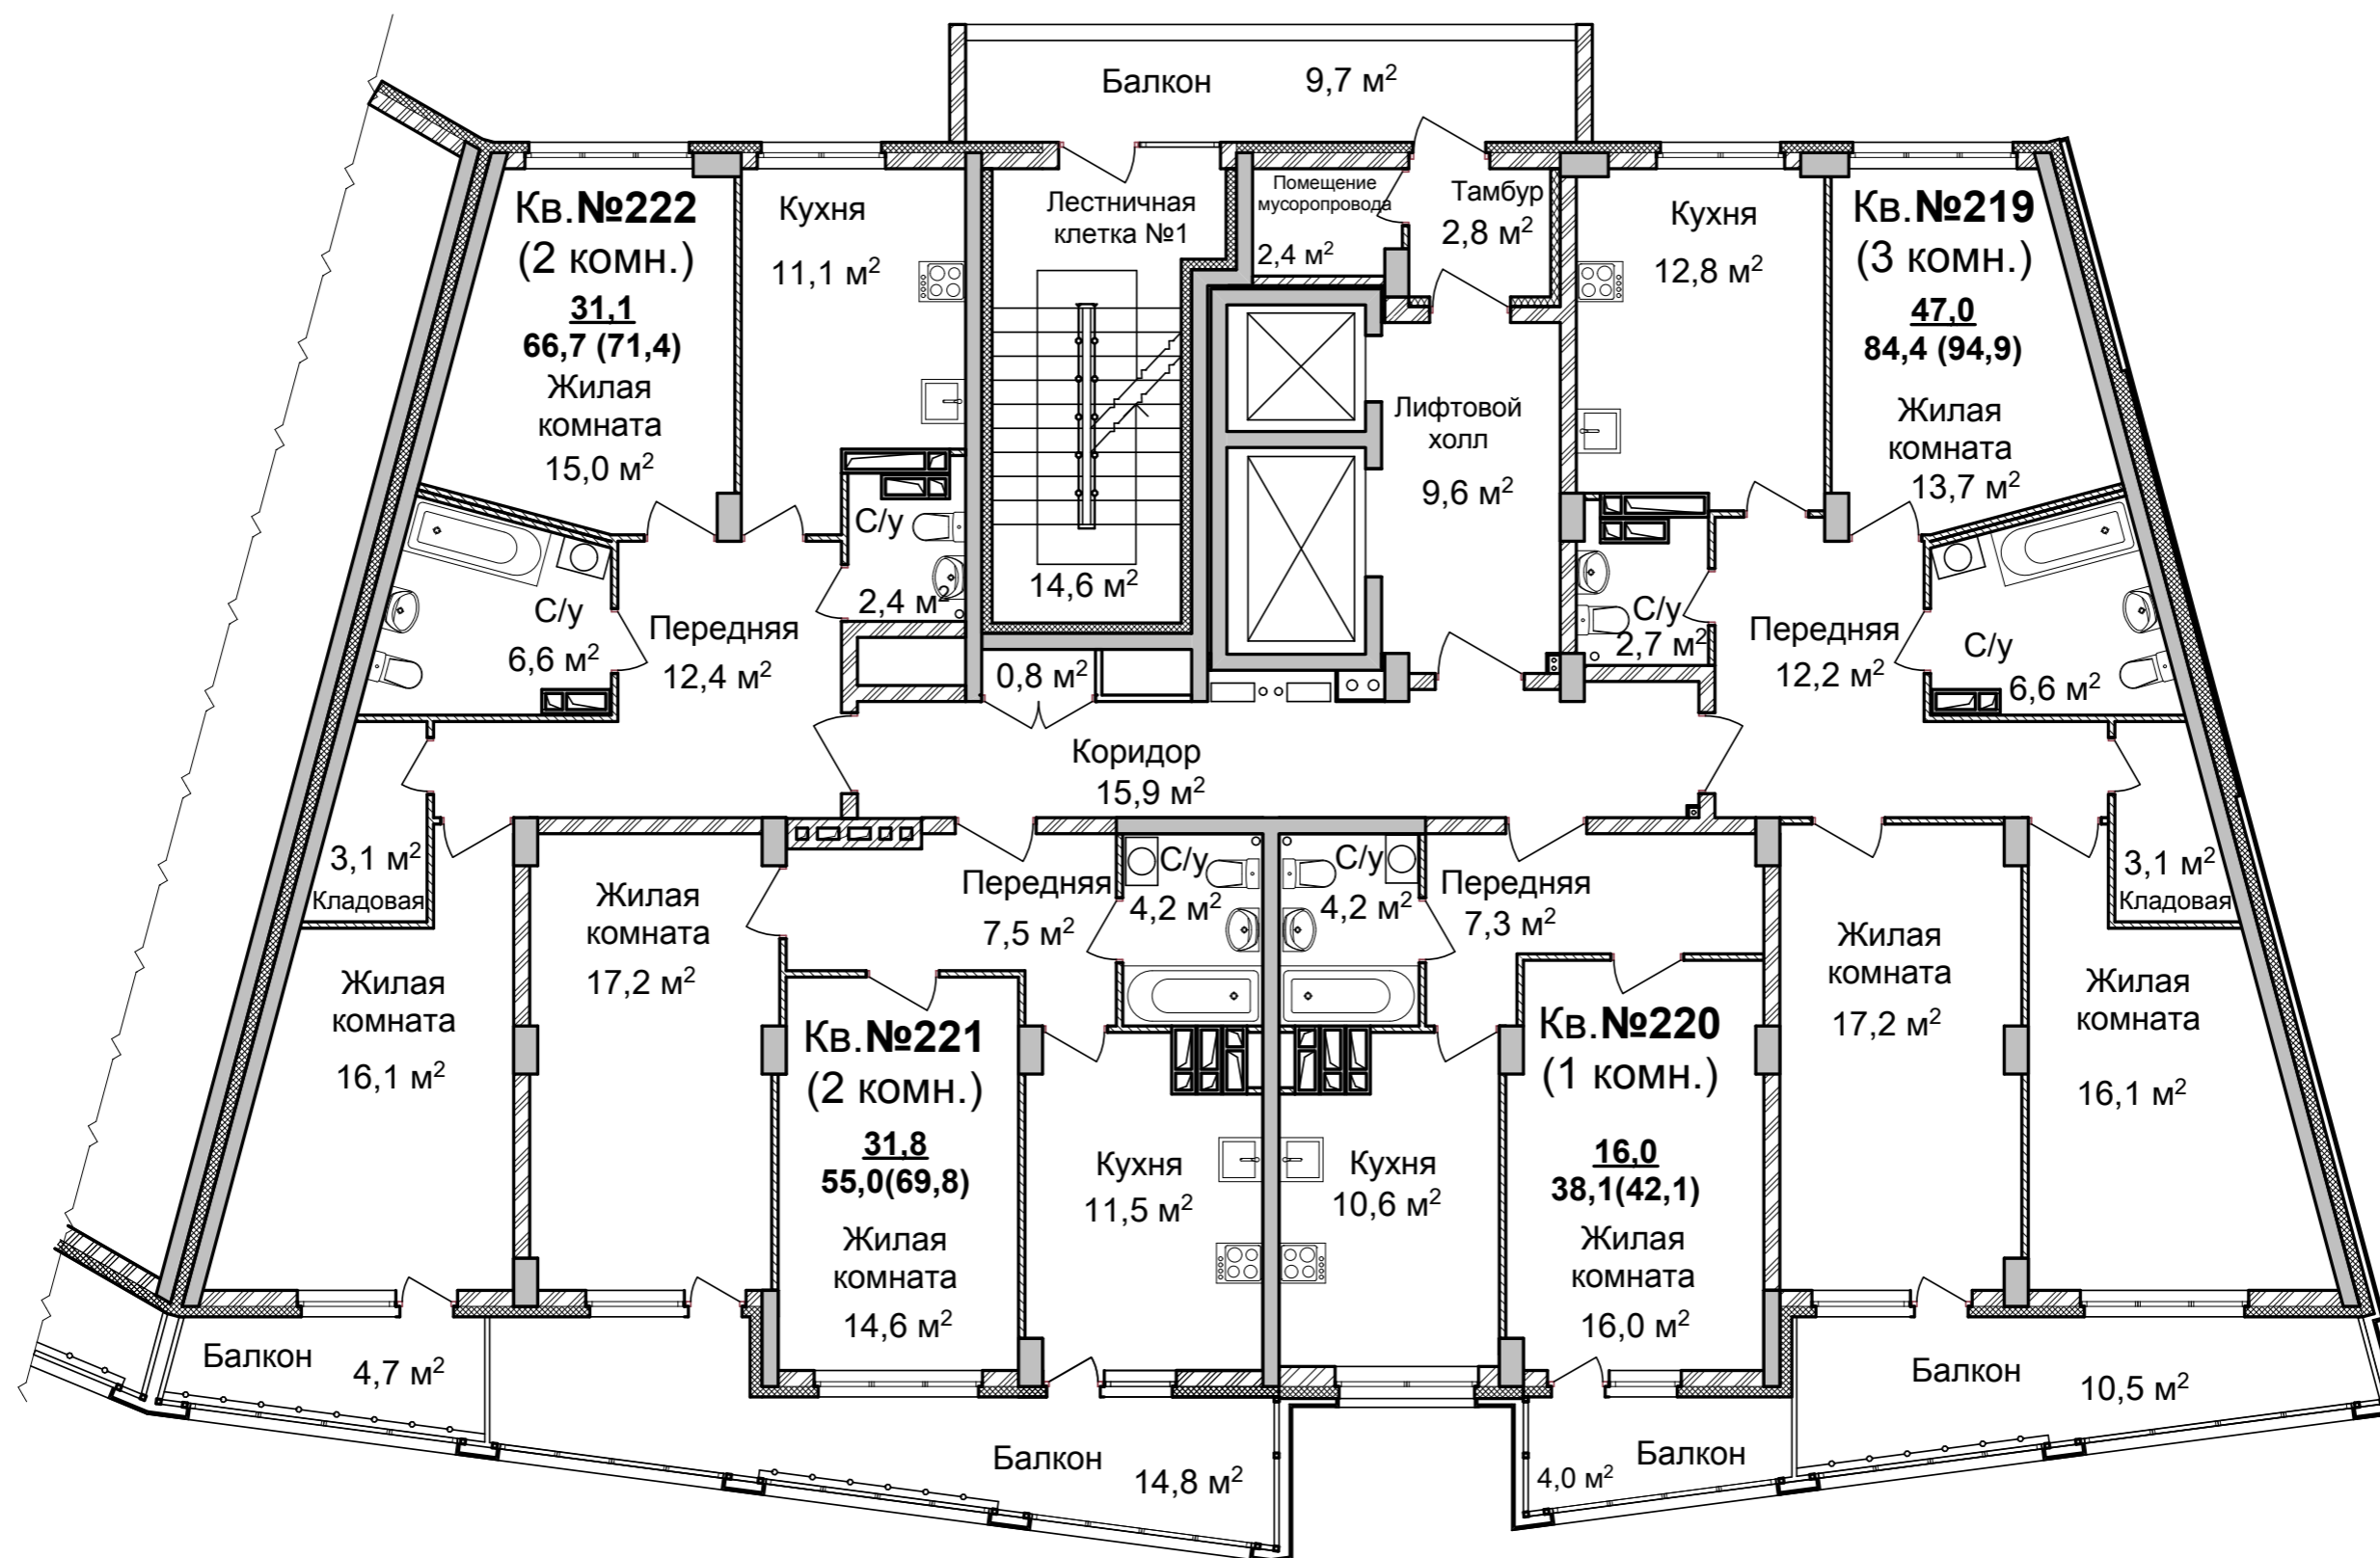 Балкон 9,7 м²
Кв.№222
(2 комн.)
31,1
66,7 (71,4)
Жилая
комната
15,0 м²
Кухня
11,1 м²
Лестничная
клетка №1
14,6 м²
Помещение
мусоропровода
2,4 м²
Тамбур
2,8 м²
Лифтовой
холл
9,6 м²
Кухня
12,8 м²
Кв.№219
(3 комн.)
47,0
84,4 (94,9)
Жилая
комната
13,7 м²
С/у
6,6 м²
Передняя
12,4 м²
С/у
2,4 м²
0,8 м²
С/у
2,7 м²
Передняя
12,2 м²
С/у
6,6 м²
Коридор
15,9 м²
3,1 м²
Кладовая
Жилая
комната
16,1 м²
Жилая
комната
17,2 м²
Передняя
7,5 м²
С/у
4,2 м²
С/у
4,2 м²
Передняя
7,3 м²
Жилая
комната
17,2 м²
3,1 м²
Кладовая
Жилая
комната
16,1 м²
Кв.№221
(2 комн.)
31,8
55,0(69,8)
Жилая
комната
14,6 м²
Кухня
11,5 м²
Кухня
10,6 м²
Кв.№220
(1 комн.)
16,0
38,1(42,1)
Жилая
комната
16,0 м²
Балкон 4,7 м²
Балкон 14,8 м²
Балкон
4,0 м²
Балкон 10,5 м²